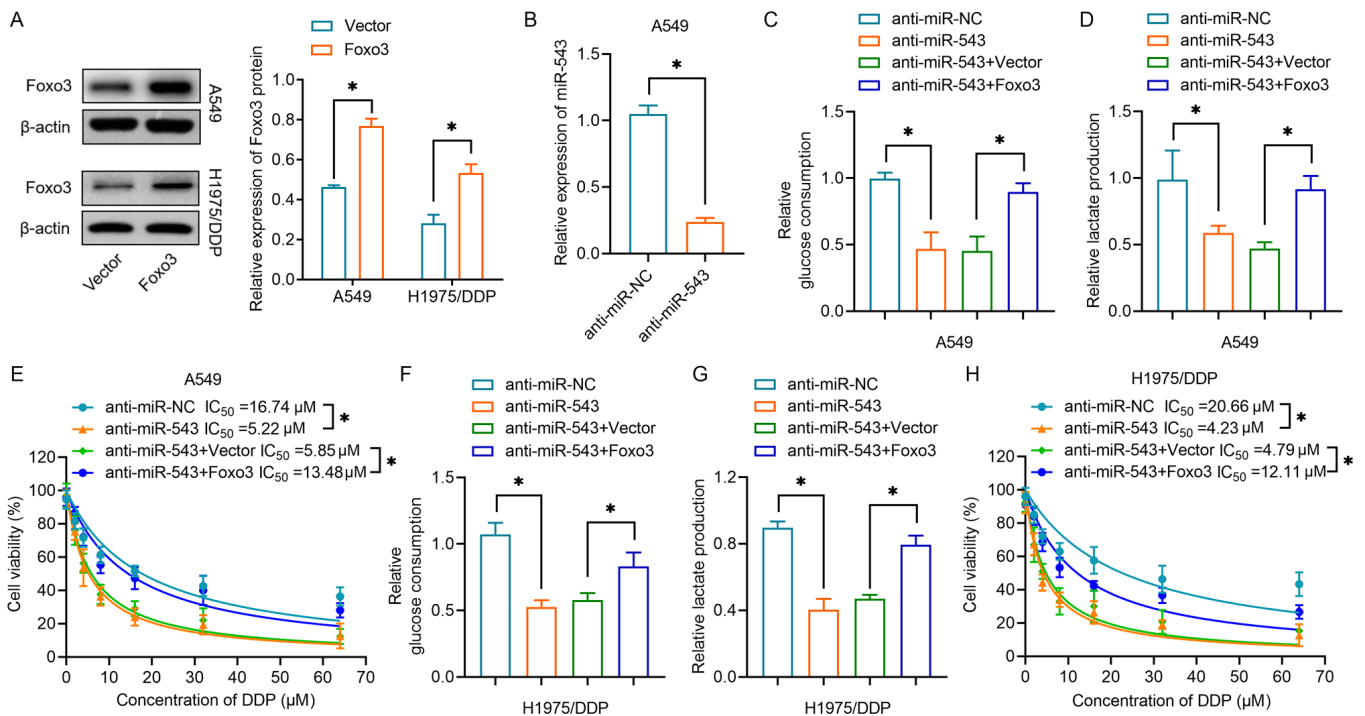 A
Foxo3
β-actin
A549
Foxo3
β-actin
H1975/DDP
Vector
Foxo3
Vector
Foxo3
Relative expression of Foxo3 protein
1.0
0.8
0.6
0.4
0.2
0.0
*
*
A549
H1975/DDP
B
A549
Relative expression of miR-543
1.5
1.0
0.5
0.0
*
anti-miR-NC
anti-miR-543
C
anti-miR-NC
anti-miR-543
anti-miR-543+Vector
anti-miR-543+Foxo3
Relative
glucose consumption
1.5
1.0
0.5
0.0
*
*
A549
D
anti-miR-NC
anti-miR-543
anti-miR-543+Vector
anti-miR-543+Foxo3
Relative lactate production
1.5
1.0
0.5
0.0
*
*
A549
E
A549
anti-miR-NC IC50 =16.74 µM
anti-miR-543 IC50 =5.22 µM
*
anti-miR-543+Vector IC50 =5.85 µM
anti-miR-543+Foxo3 IC50 =13.48 µM
*
Cell viability (%)
120
100
80
60
40
20
0
0 10 20 30 40 50 60 70
Concentration of DDP (µM)
F
anti-miR-NC
anti-miR-543
anti-miR-543+Vector
anti-miR-543+Foxo3
Relative
glucose consumption
1.5
1.0
0.5
0.0
*
*
H1975/DDP
G
anti-miR-NC
anti-miR-543
anti-miR-543+Vector
anti-miR-543+Foxo3
Relative lactate production
1.2
0.8
0.4
0.0
*
*
H1975/DDP
H
H1975/DDP
anti-miR-NC IC50 =20.66 µM
anti-miR-543 IC50 =4.23 µM
*
anti-miR-543+Vector IC50 =4.79 µM
anti-miR-543+Foxo3 IC50 =12.11 µM
*
Cell viability (%)
120
100
80
60
40
20
0
0 10 20 30 40 50 60 70
Concentration of DDP (µM)